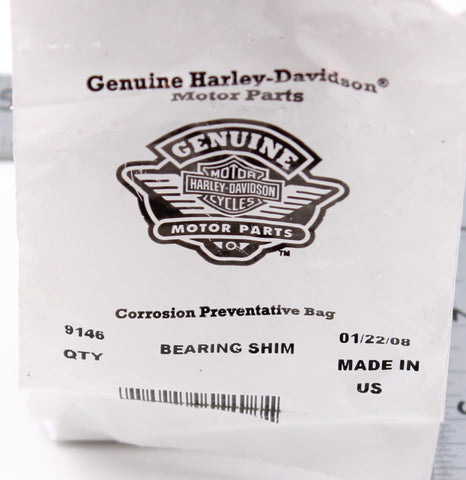 Genuine Harley-Davidson®
Motor Parts
GENUINE
MOTOR
HARLEY-DAVIDSON
CYCLES
MOTOR PARTS
TM
Corrosion Preventative Bag
9146 BEARING SHIM 01/22/08
QTY MADE IN
US